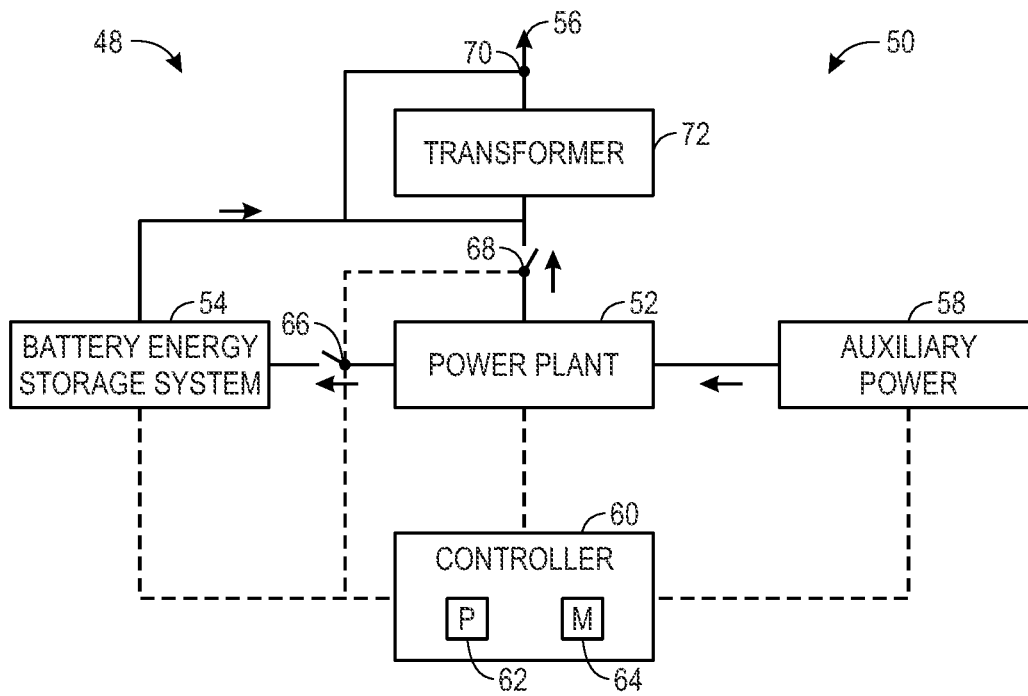 48
56
50
70
TRANSFORMER
72
68
54
66
52
58
BATTERY ENERGY
STORAGE SYSTEM
POWER PLANT
AUXILIARY
POWER
60
CONTROLLER
P
M
62
64